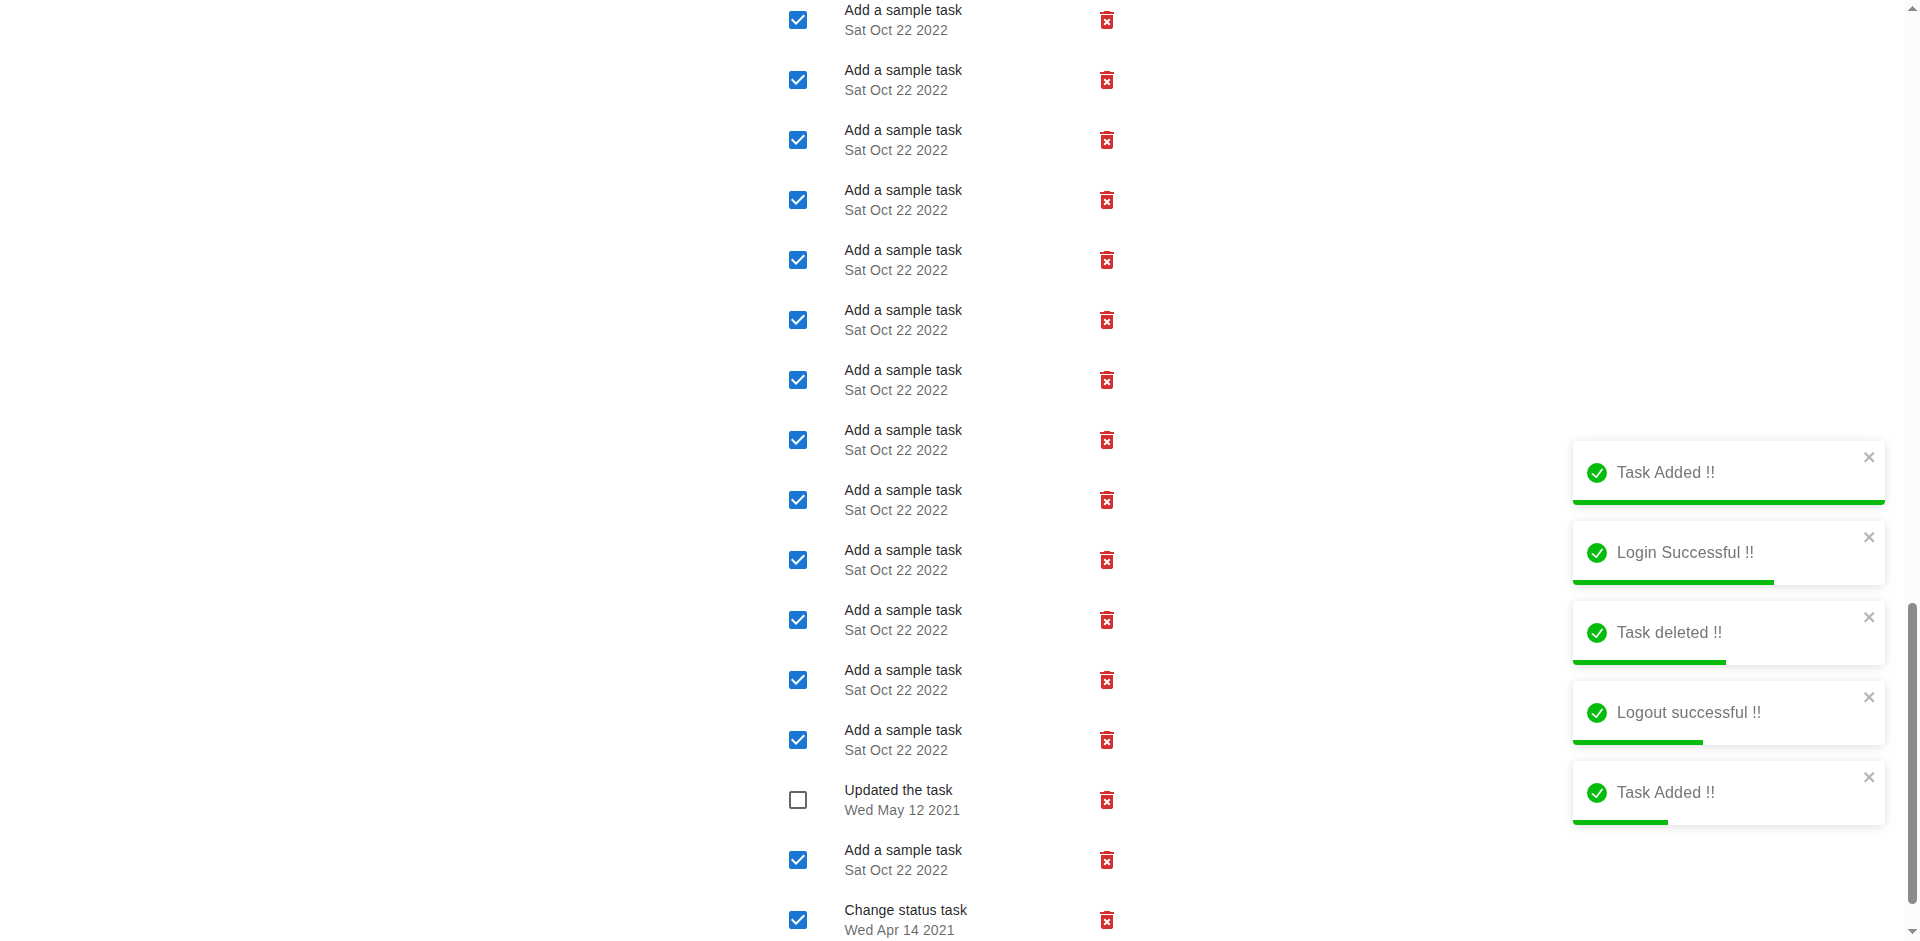 Add a sample task
Sat Oct 22 2022
Add a sample task
Sat Oct 22 2022
Add a sample task
Sat Oct 22 2022
Add a sample task
Sat Oct 22 2022
Add a sample task
Sat Oct 22 2022
Add a sample task
Sat Oct 22 2022
Add a sample task
Sat Oct 22 2022
Add a sample task
Sat Oct 22 2022
Add a sample task
Sat Oct 22 2022
Add a sample task
Sat Oct 22 2022
Add a sample task
Sat Oct 22 2022
Add a sample task
Sat Oct 22 2022
Add a sample task
Sat Oct 22 2022
Updated the task
Wed May 12 2021
Add a sample task
Sat Oct 22 2022
Change status task
Wed Apr 14 2021
Task Added !!
Login Successful !!
Task deleted !!
Logout successful !!
Task Added !!